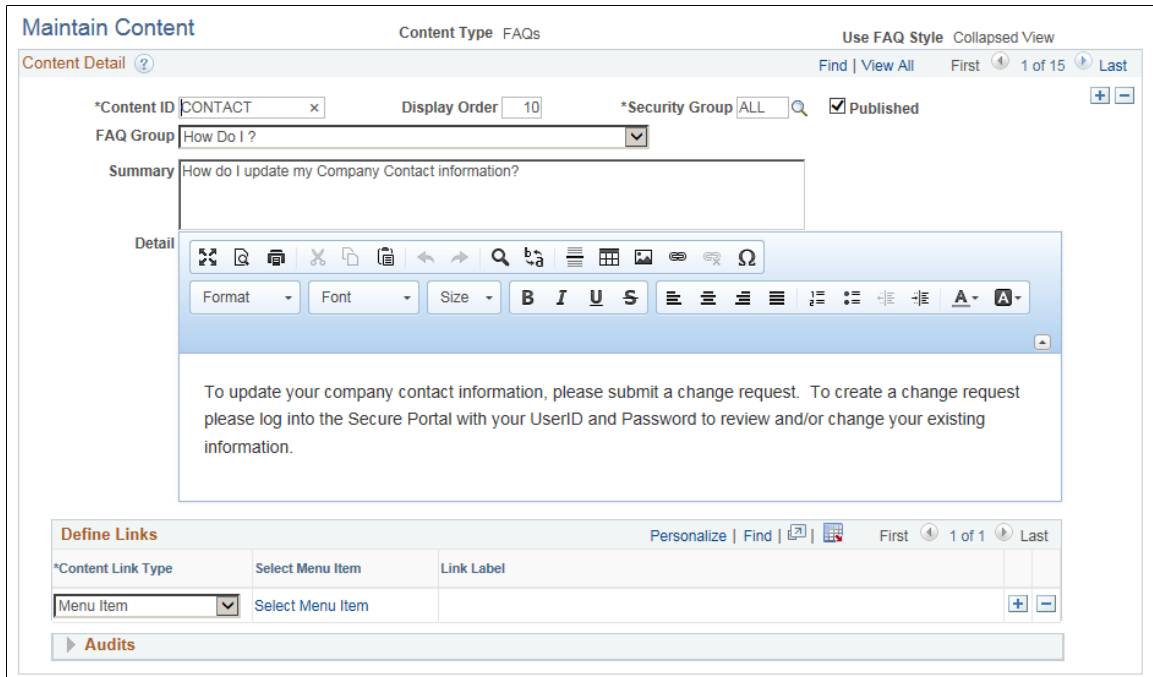 Maintain Content
Content Type FAQs
Use FAQ Style Collapsed View
Content Detail ?
Find | View All First 1 of 15 Last
*Content ID CONTACT × Display Order 10 *Security Group ALL Published
FAQ Group How Do I ?
Summary How do I update my Company Contact information?
Detail
Format Font Size B I U S A A
To update your company contact information, please submit a change request. To create a change request
please log into the Secure Portal with your UserID and Password to review and/or change your existing
information.
Define Links Personalize | Find | | First 1 of 1 Last
*Content Link Type Select Menu Item Link Label
Menu Item Select Menu Item
Audits